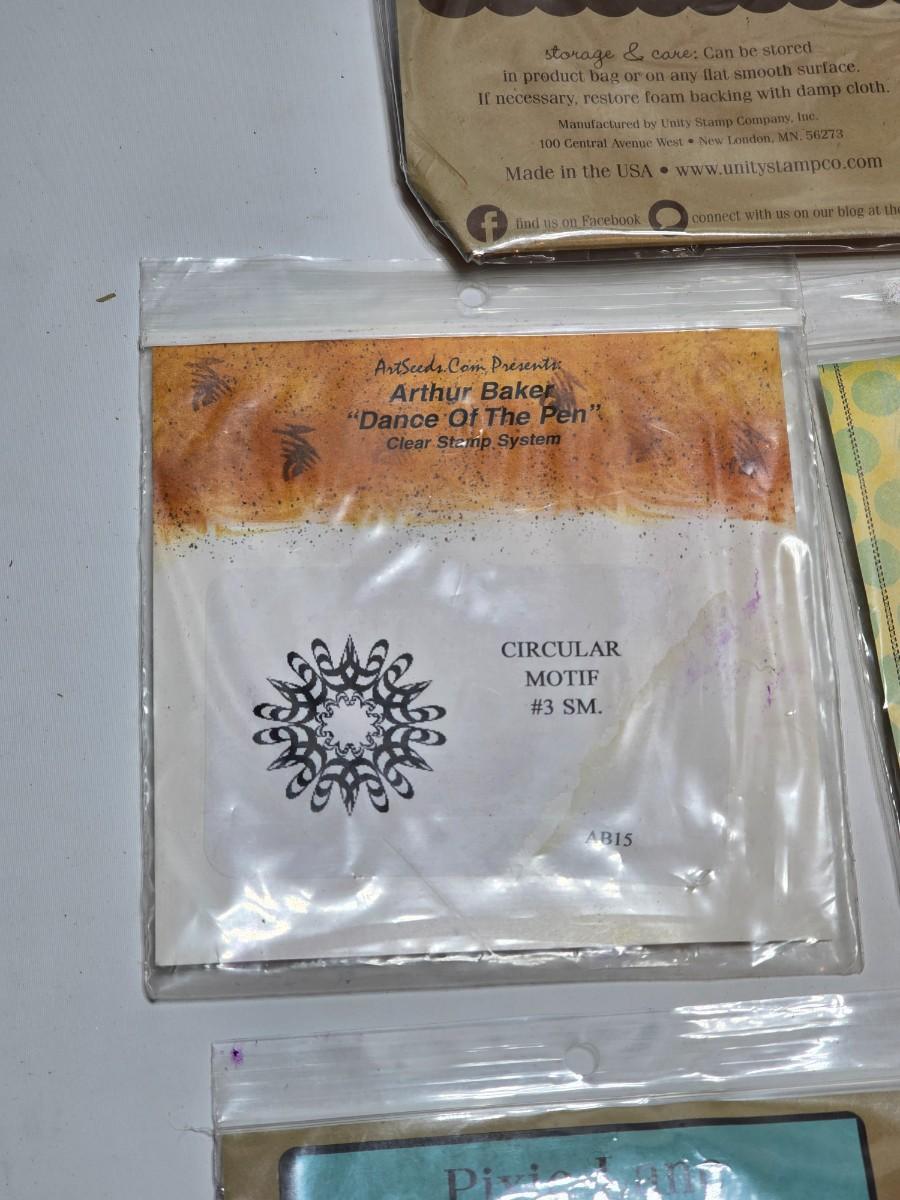 storage & care: Can be stored
in product bag or on any flat smooth surface.
If necessary, restore foam backing with damp cloth.
Manufactured by Unity Stamp Company, Inc.
100 Central Avenue West • New London, MN. 56273
Made in the USA • www.unitystampco.com
find us on Facebook connect with us on our blog at the
ArtSeeds.Com Presents:
Arthur Baker
"Dance Of The Pen"
Clear Stamp System
CIRCULAR
MOTIF
#3 SM.
AB15
Pixie Lane